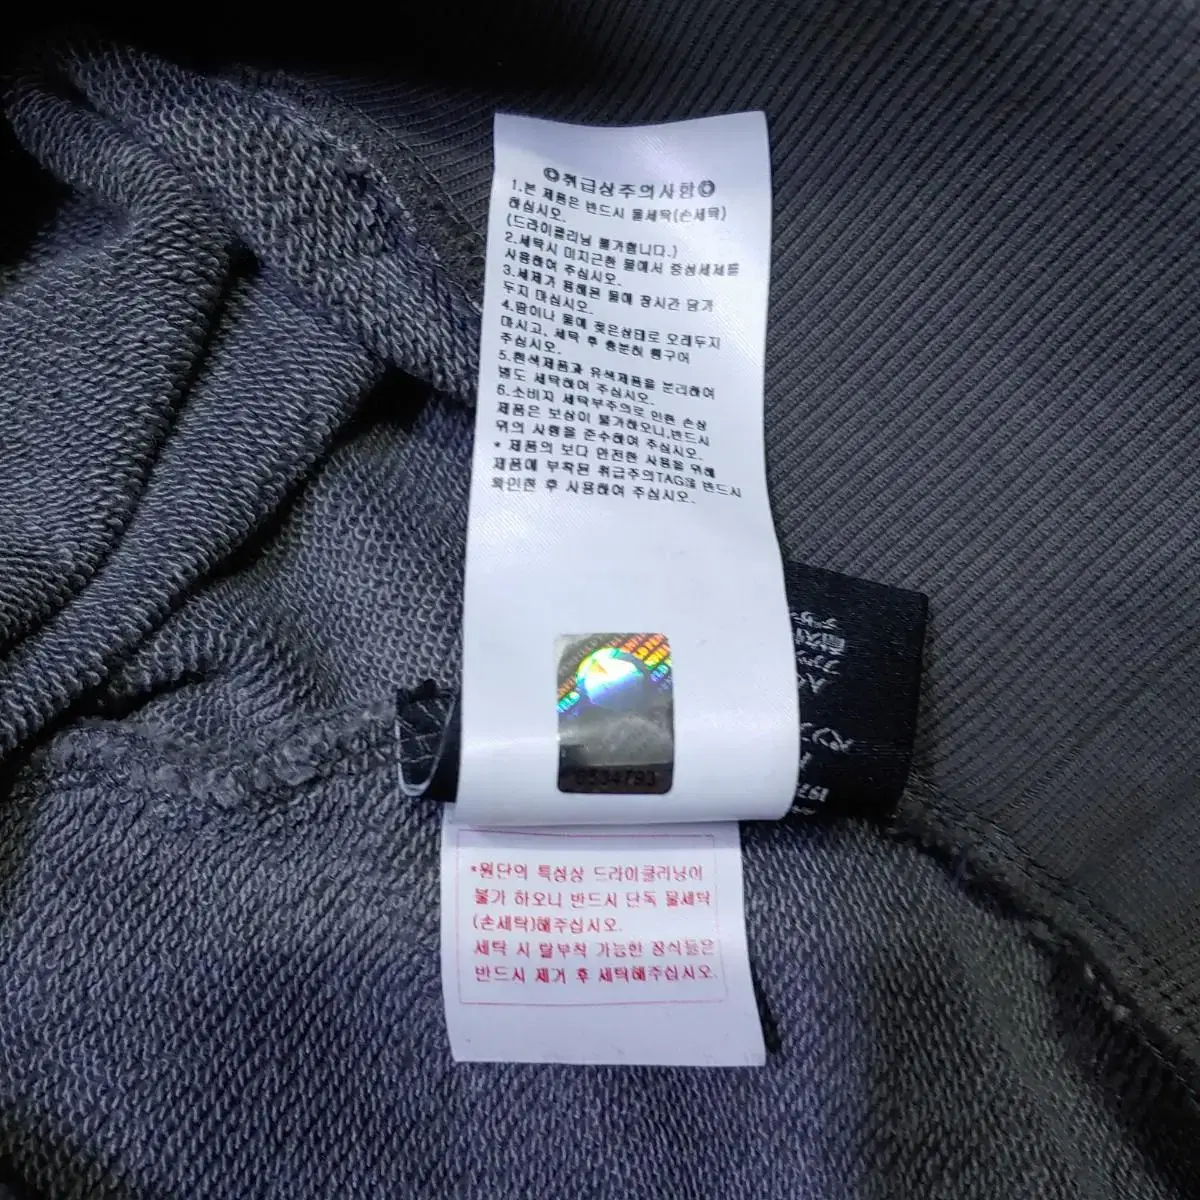 ◎취급상주의사항◎
1.본 제품은 반드시 물세탁(손세탁)
하십시오.
(드라이클리닝 불가합니다.)
2.세탁시 미지근한 물에서 중성세제를
사용하여 주십시오.
3.세제가 용해된 물에 장시간 담가
두지 마십시오.
4.땀이나 물에 젖은상태로 오래두지
마시고, 세탁 후 충분히 헹구어
주십시오.
5.흰색제품과 유색제품을 분리하여
별도 세탁하여 주십시오.
6.소비자 세탁부주의로 인한 손상
제품은 보상이 불가하오니,반드시
위의 사항을 준수하여 주십시오.
* 제품의 보다 안전한 사용을 위해
제품에 부착된 취급주의TAG을 반드시
확인한 후 사용하여 주십시오.
0534793
*원단의 특성상 드라이클리닝이
불가 하오니 반드시 단독 물세탁
(손세탁)해주십시오.
세탁 시 탈부착 가능한 장식들은
반드시 제거 후 세탁해주십시오.